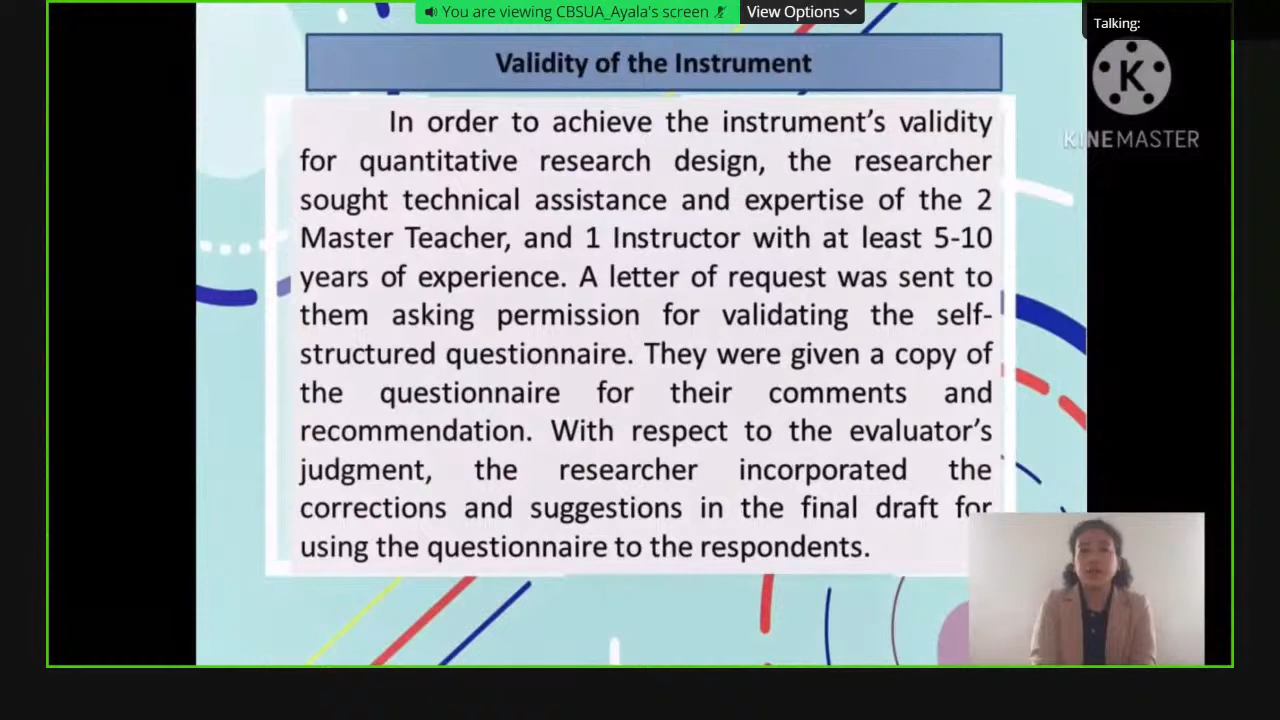 You are viewing CBSUA_Ayala's screen
View Options
Talking:
Validity of the Instrument
K
KINEMASTER
In order to achieve the instrument's validity
for quantitative research design, the researcher
sought technical assistance and expertise of the 2
Master Teacher, and 1 Instructor with at least 5-10
years of experience. A letter of request was sent to
them asking permission for validating the self-
structured questionnaire. They were given a copy of
the questionnaire for their comments and
recommendation. With respect to the evaluator's
judgment, the researcher incorporated the
corrections and suggestions in the final draft for
using the questionnaire to the respondents.